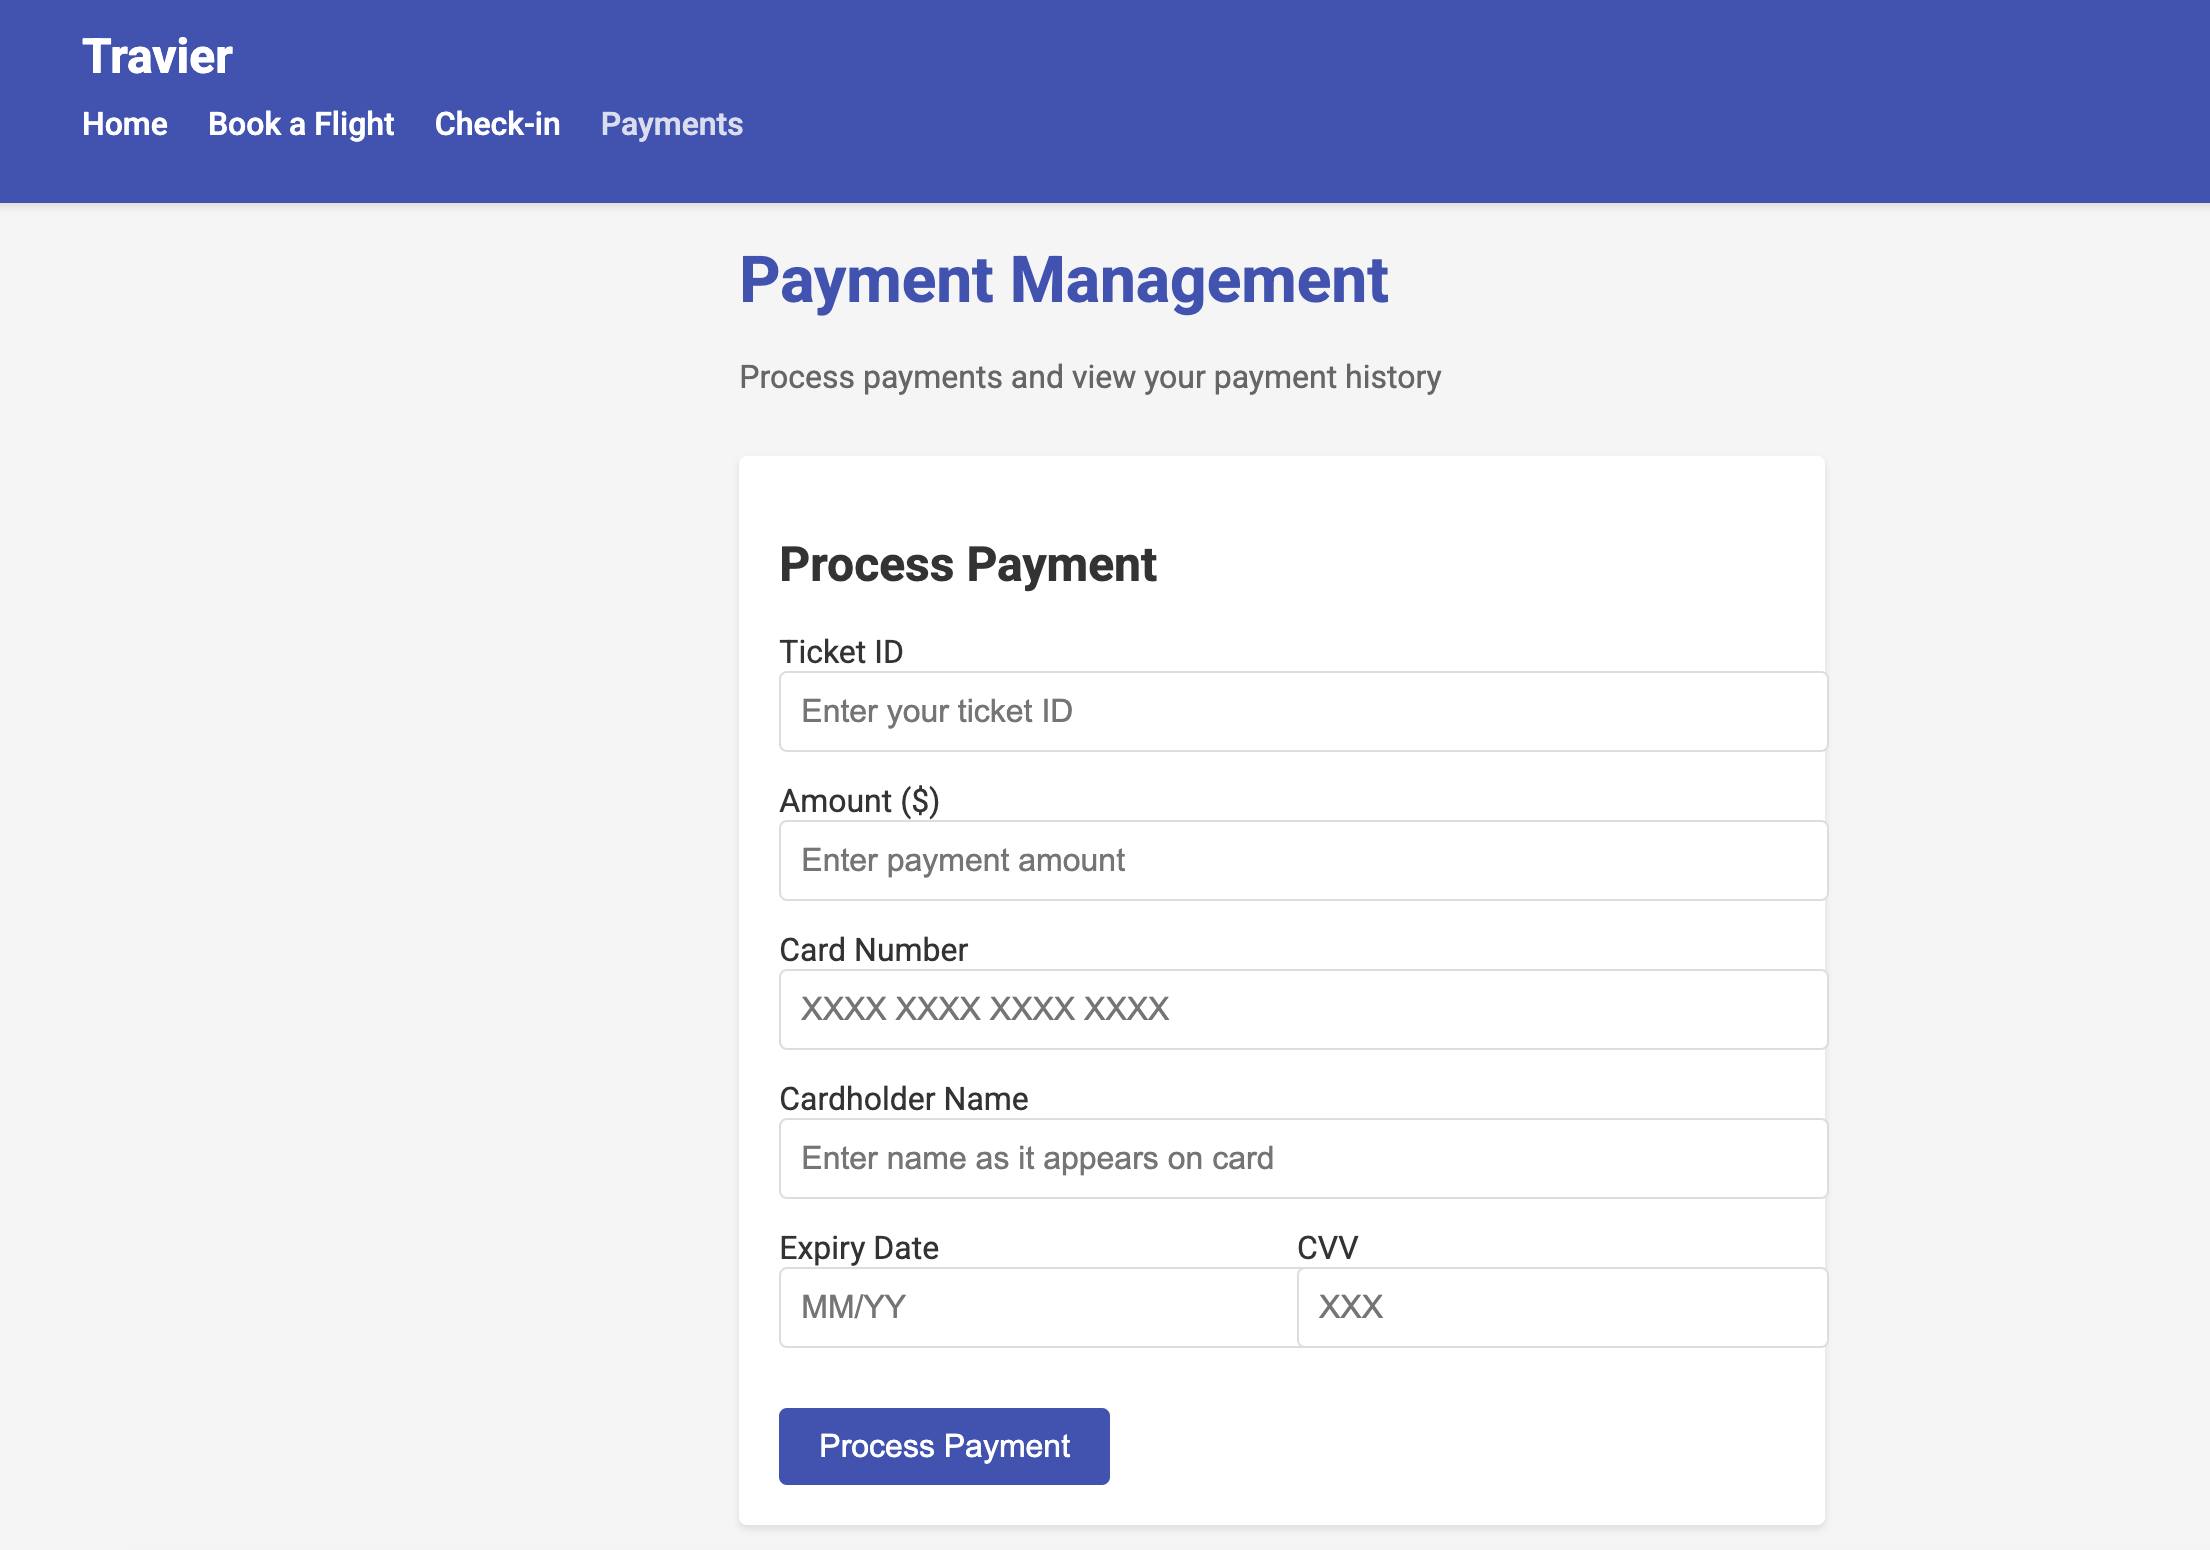 Travier
Home Book a Flight Check-in Payments
Payment Management
Process payments and view your payment history
Process Payment
Ticket ID
Enter your ticket ID
Amount ($)
Enter payment amount
Card Number
XXXX XXXX XXXX XXXX
Cardholder Name
Enter name as it appears on card
Expiry Date CVV
MM/YY XXX
Process Payment